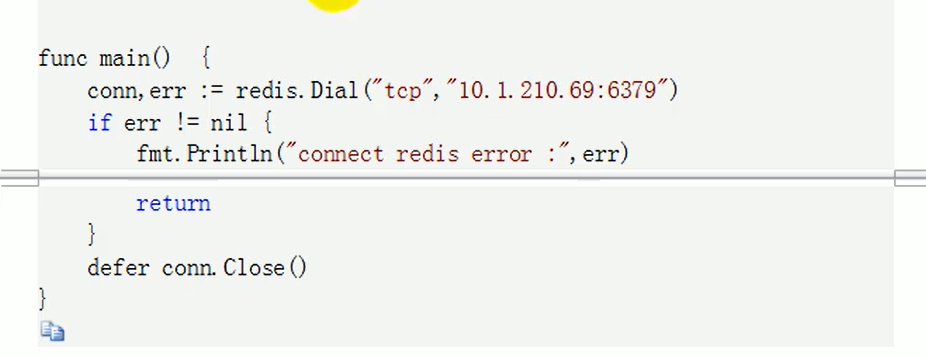 func main()  {
    conn,err := redis.Dial("tcp","10.1.210.69:6379")
    if err != nil {
        fmt.Println("connect redis error :",err)
        return
    }
    defer conn.Close()
}